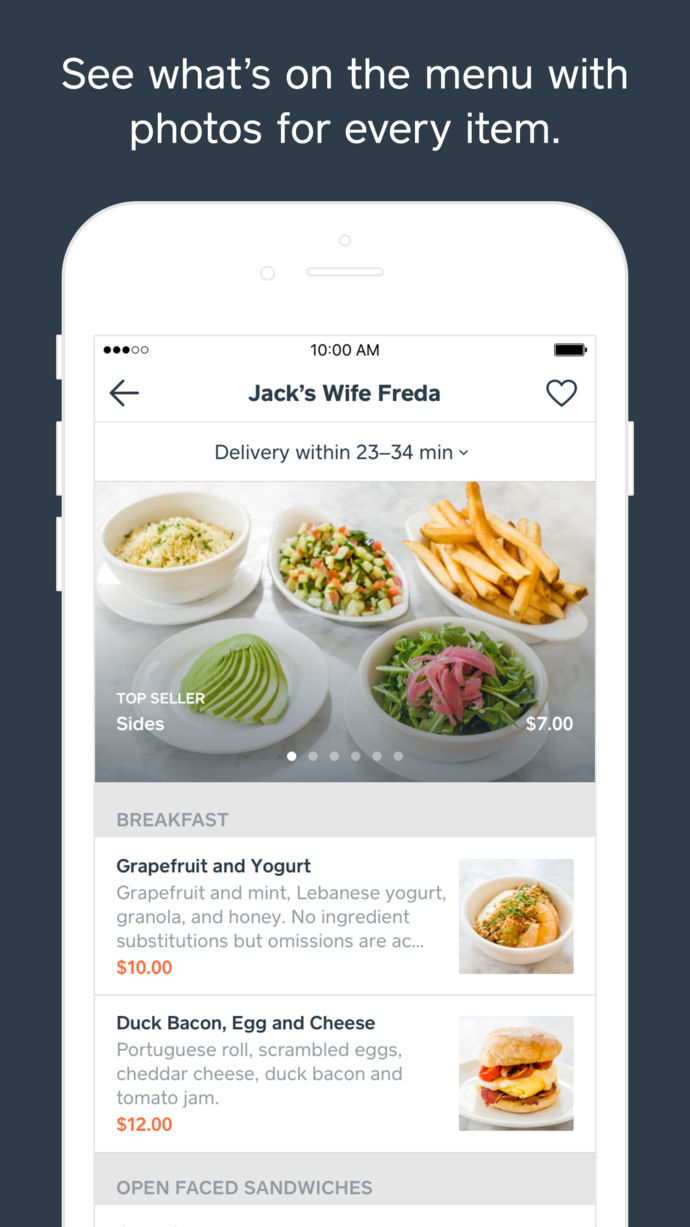 See what’s on the menu with
photos for every item.
10:00 AM
Jack’s Wife Freda
Delivery within 23–34 min
TOP SELLER
Sides
$7.00
BREAKFAST
Grapefruit and Yogurt
Grapefruit and mint, Lebanese yogurt,
granola, and honey. No ingredient
substitutions but omissions are ac...
$10.00
Duck Bacon, Egg and Cheese
Portuguese roll, scrambled eggs,
cheddar cheese, duck bacon and
tomato jam.
$12.00
OPEN FACED SANDWICHES